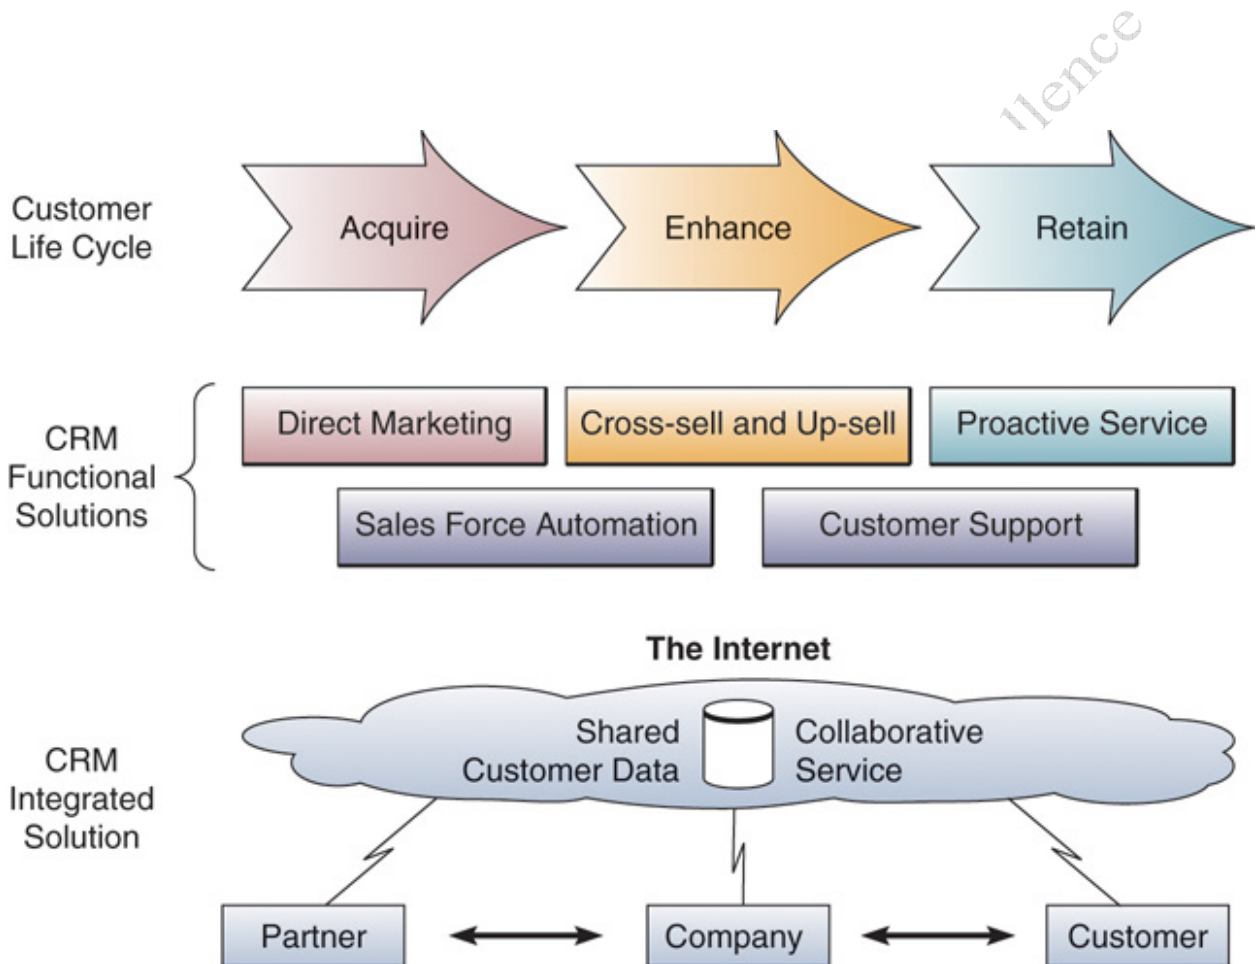 Customer
Life Cycle
Acquire
Enhance
Retain
CRM
Functional
Solutions
Direct Marketing
Cross-sell and Up-sell
Proactive Service
Sales Force Automation
Customer Support
The Internet
CRM
Integrated
Solution
Shared
Customer Data
Collaborative
Service
Partner
Company
Customer